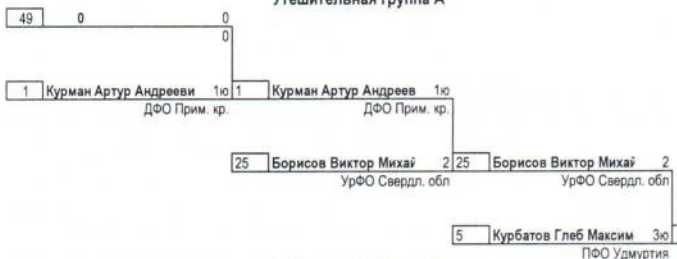 Утешительная группа А
49 0 0
0
1 Курман Артур Андрееви 1ю 1 Курман Артур Андреев 1ю
ДФО Прим. кр. ДФО Прим. кр.
25 Борисов Виктор Михай 2 25 Борисов Виктор Михай 2
УрФО Свердл. обл УрФО Свердл. обл
5 Курбатов Глеб Максим 3ю
ПФО Удмуртия